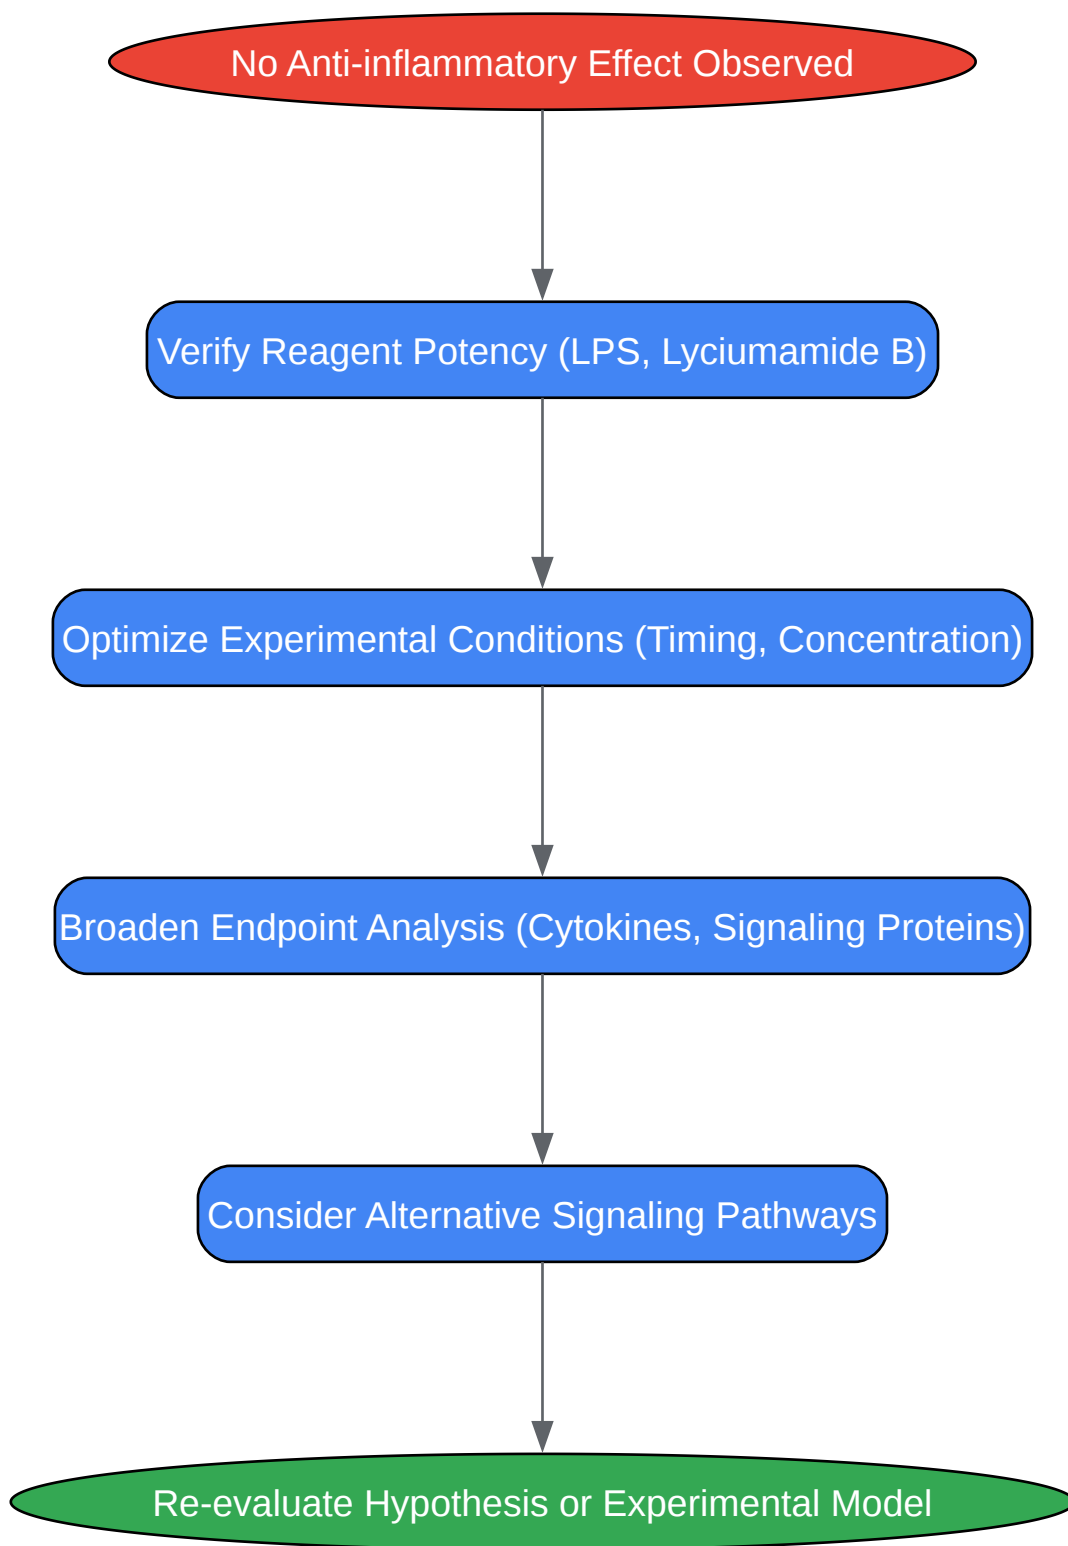 No Anti-inflammatory Effect Observed
Verify Reagent Potency (LPS, Lyciumamide B)
Optimize Experimental Conditions (Timing, Concentration)
Broaden Endpoint Analysis (Cytokines, Signaling Proteins)
Consider Alternative Signaling Pathways
Re-evaluate Hypothesis or Experimental Model